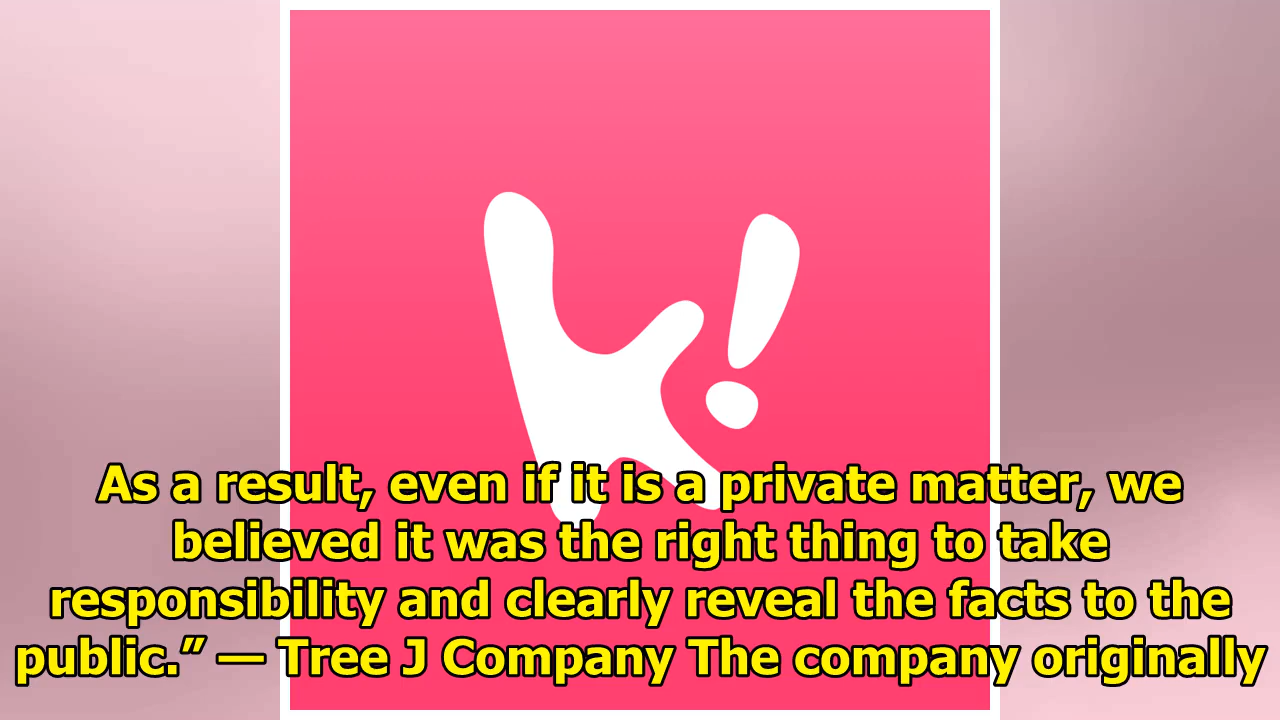 k!
As a result, even if it is a private matter, we
believed it was the right thing to take
responsibility and clearly reveal the facts to the
public.” — Tree J Company The company originally